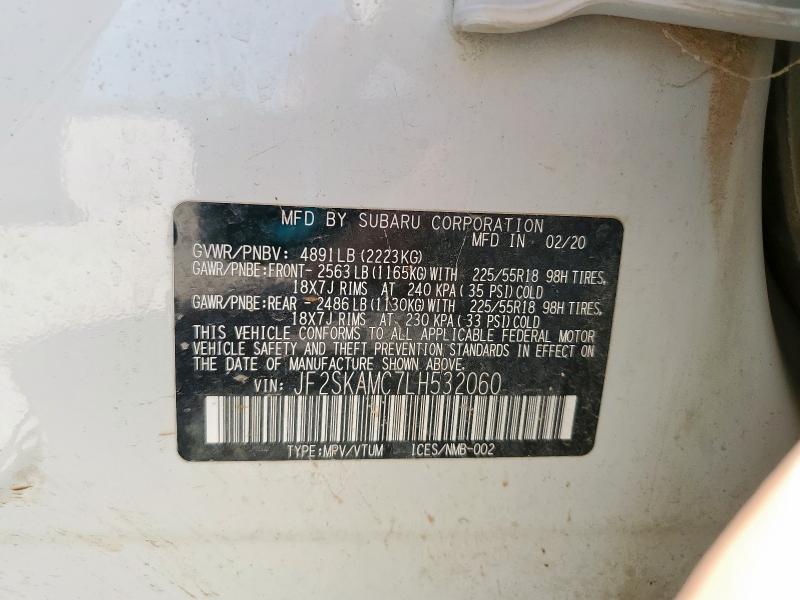 MFD BY SUBARU CORPORATION
MFD IN 02/20
GVWR/PNBV: 4891LB (2223KG)
GAWR/PNBE:FRONT- 2563 LB (1165KG) WITH 225/55R18 98H TIRES,
18X7J RIMS AT 240 KPA ( 35 PSI) COLD
GAWR/PNBE:REAR - 2486 LB (1130KG) WITH 225/55R18 98H TIRES,
18X7J RIMS AT 230 KPA ( 33 PSI) COLD
THIS VEHICLE CONFORMS TO ALL APPLICABLE FEDERAL MOTOR
VEHICLE SAFETY AND THEFT PREVENTION STANDARDS IN EFFECT ON
THE DATE OF MANUFACTURE SHOWN ABOVE.
VIN: JF2SKAMC7LH532060
TYPE:MPV/VTUM ICES/NMB-002